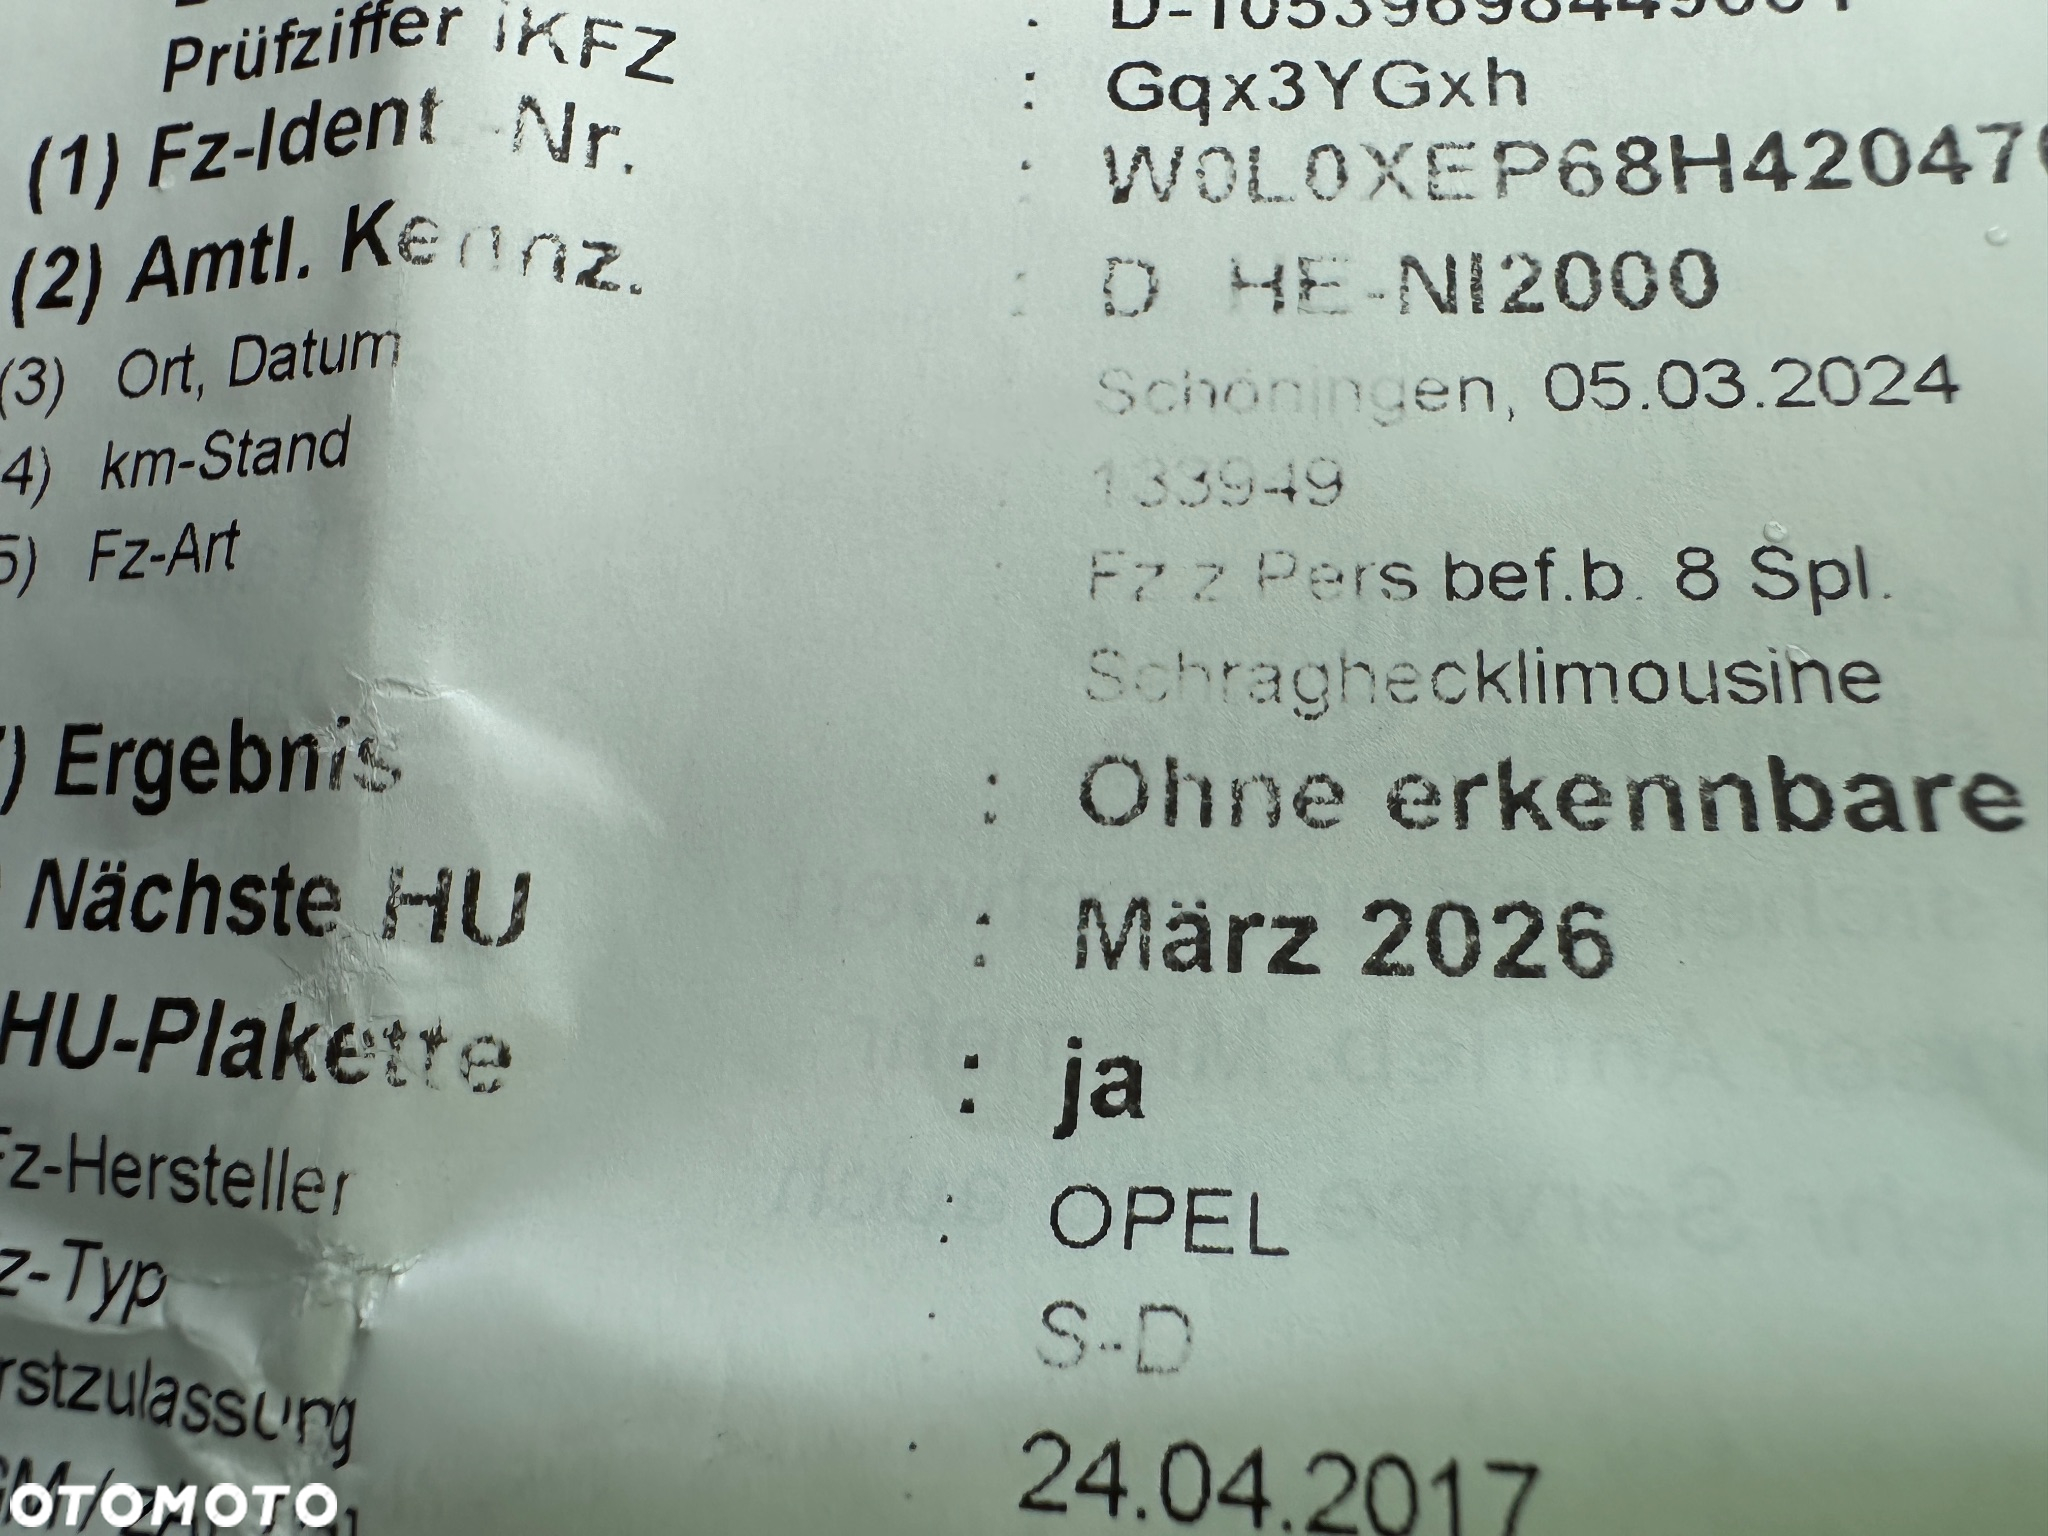 Prüfziffer iKFZ : Gqx3YGxh
(1) Fz-Ident.-Nr. : W0L0XEP68H42047
(2) Amtl. Kennz. : D HE-NI2000
(3) Ort, Datum : Schöningen, 05.03.2024
4) km-Stand : 133949
5) Fz-Art : Fz.z.Pers.bef.b. 8 Spl.
Schräghecklimousine
) Ergebnis : Ohne erkennbare
Nächste HU : März 2026
HU-Plakette : ja
Fz-Hersteller : OPEL
z-Typ : S-D
rstzulassung : 24.04.2017
OTOMOTO